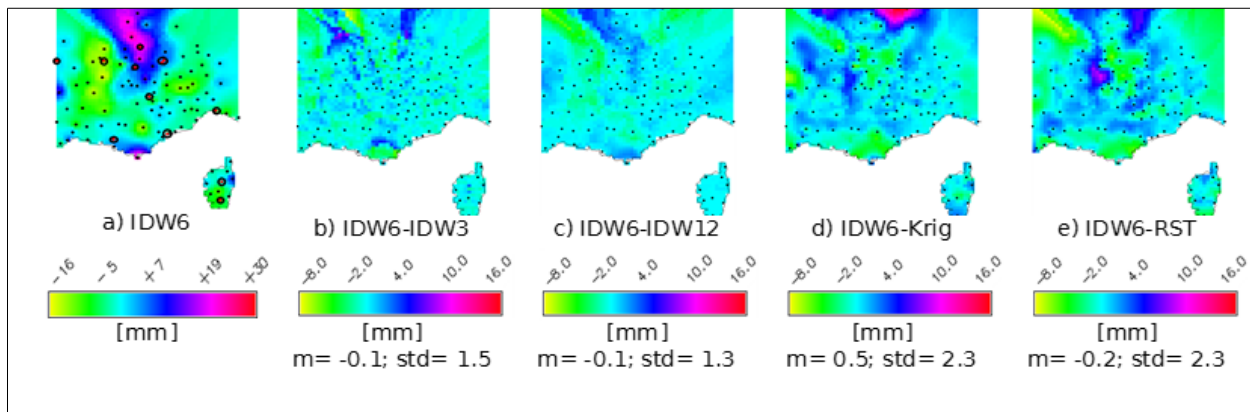 a) IDW6
b) IDW6-IDW3
c) IDW6-IDW12
d) IDW6-Krig
e) IDW6-RST
−16 −5 +7 +19 +30
−8.0 −2.0 4.0 10.0 16.0
−8.0 −2.0 4.0 10.0 16.0
−8.0 −2.0 4.0 10.0 16.0
−8.0 −2.0 4.0 10.0 16.0
[mm]
[mm]
[mm]
[mm]
[mm]
m= -0.1; std= 1.5
m= -0.1; std= 1.3
m= 0.5; std= 2.3
m= -0.2; std= 2.3